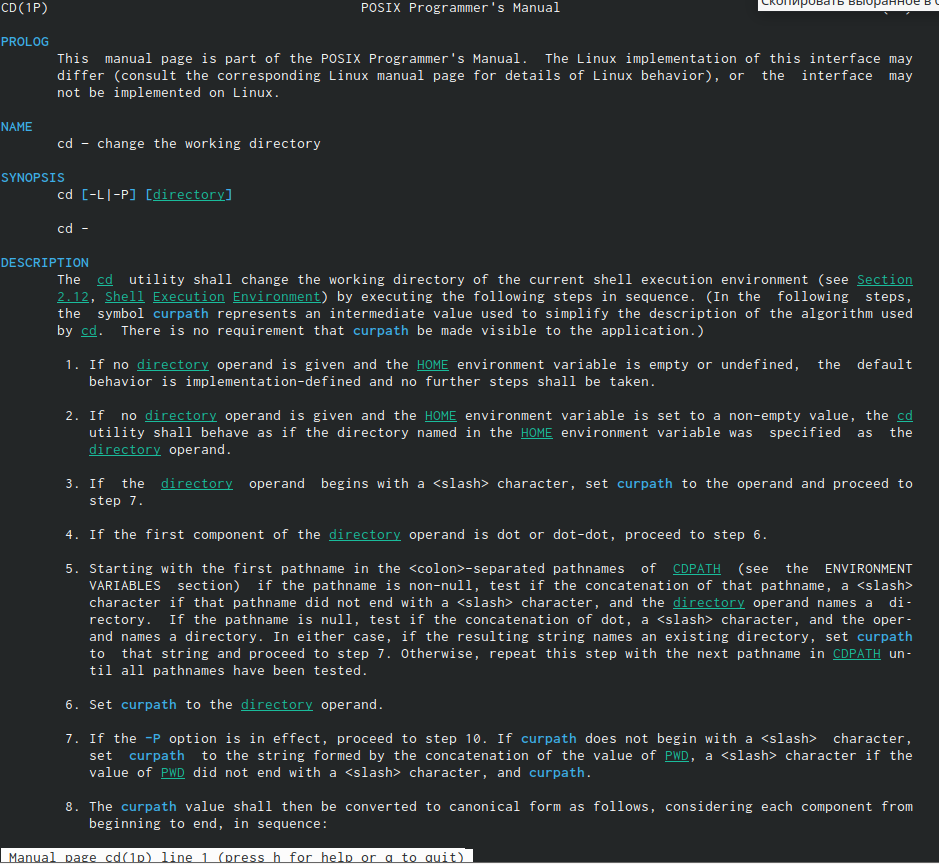 CD(1P) POSIX Programmer's Manual
Скопировать выбранное в
PROLOG
This manual page is part of the POSIX Programmer's Manual. The Linux implementation of this interface may
differ (consult the corresponding Linux manual page for details of Linux behavior), or the interface may
not be implemented on Linux.
NAME
cd - change the working directory
SYNOPSIS
cd [-L|-P] [directory]
cd -
DESCRIPTION
The cd utility shall change the working directory of the current shell execution environment (see Section
2.12, Shell Execution Environment) by executing the following steps in sequence. (In the following steps,
the symbol curpath represents an intermediate value used to simplify the description of the algorithm used
by cd. There is no requirement that curpath be made visible to the application.)
1. If no directory operand is given and the HOME environment variable is empty or undefined, the default
behavior is implementation-defined and no further steps shall be taken.
2. If no directory operand is given and the HOME environment variable is set to a non-empty value, the cd
utility shall behave as if the directory named in the HOME environment variable was specified as the
directory operand.
3. If the directory operand begins with a <slash> character, set curpath to the operand and proceed to
step 7.
4. If the first component of the directory operand is dot or dot-dot, proceed to step 6.
5. Starting with the first pathname in the <colon>-separated pathnames of CDPATH (see the ENVIRONMENT
VARIABLES section) if the pathname is non-null, test if the concatenation of that pathname, a <slash>
character if that pathname did not end with a <slash> character, and the directory operand names a di-
rectory. If the pathname is null, test if the concatenation of dot, a <slash> character, and the oper-
and names a directory. In either case, if the resulting string names an existing directory, set curpath
to that string and proceed to step 7. Otherwise, repeat this step with the next pathname in CDPATH un-
til all pathnames have been tested.
6. Set curpath to the directory operand.
7. If the -P option is in effect, proceed to step 10. If curpath does not begin with a <slash> character,
set curpath to the string formed by the concatenation of the value of PWD, a <slash> character if the
value of PWD did not end with a <slash> character, and curpath.
8. The curpath value shall then be converted to canonical form as follows, considering each component from
beginning to end, in sequence:
Manual page cd(1p) line 1 (press h for help or q to quit)